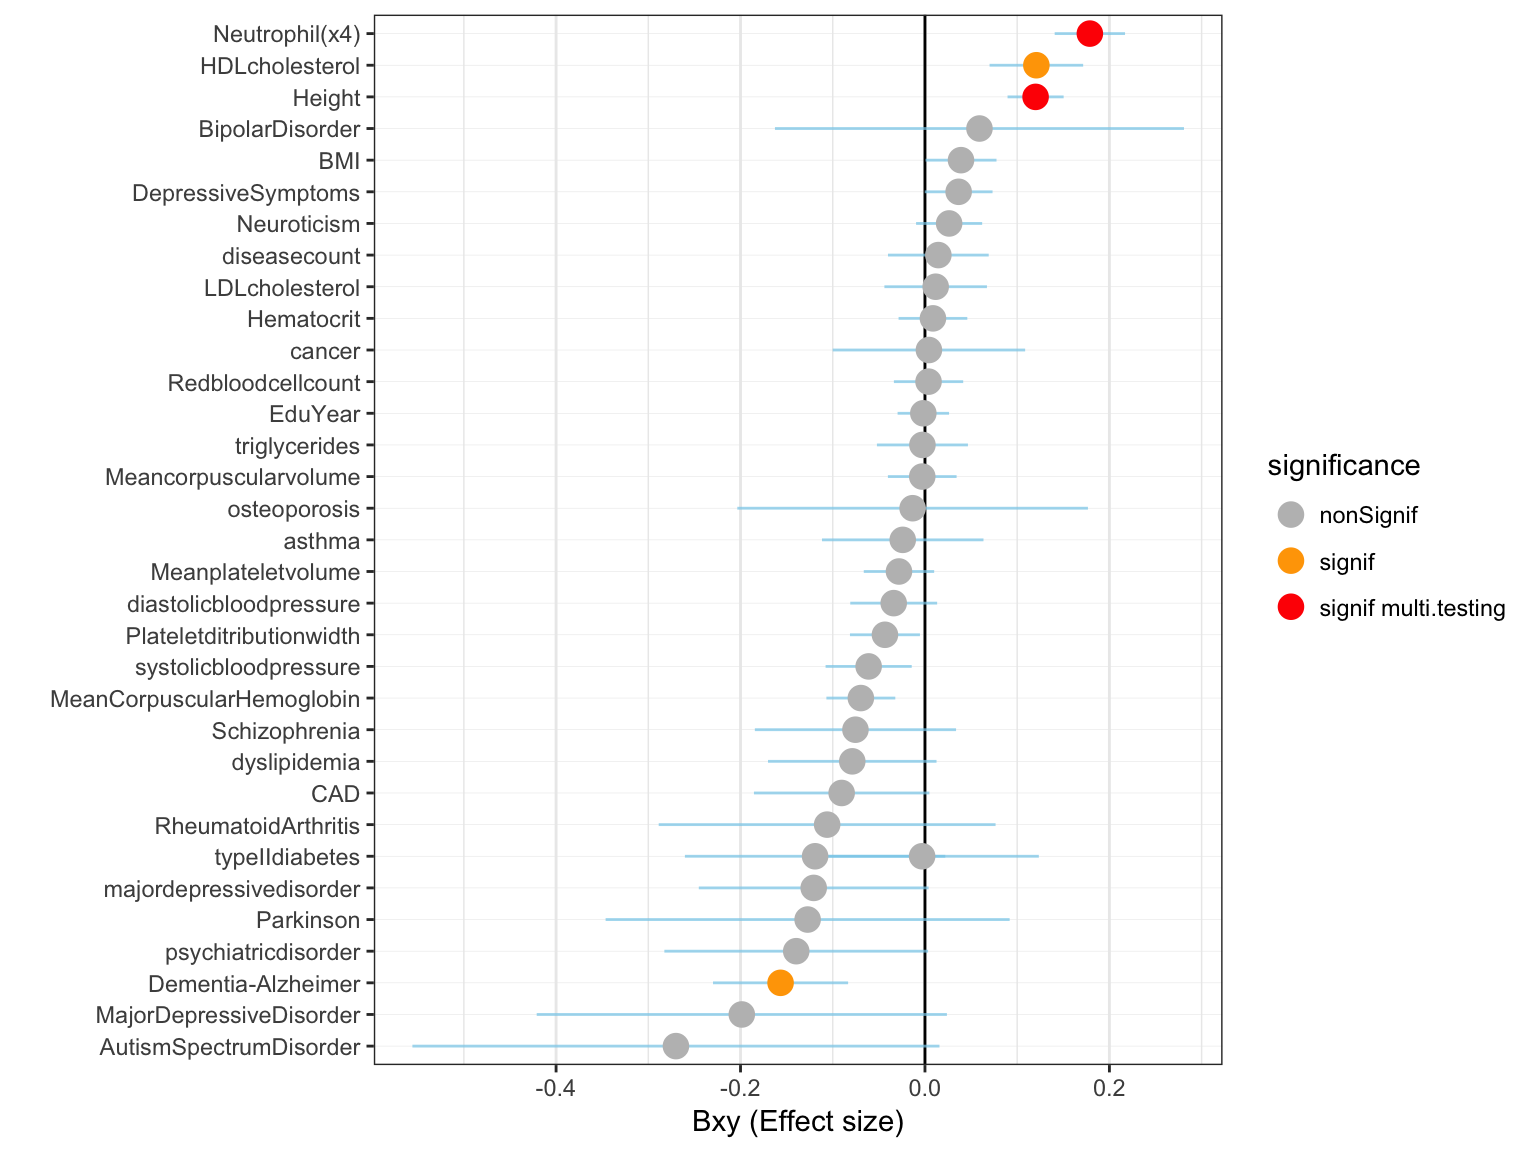 Neutrophil(x4)
HDLcholesterol
Height
BipolarDisorder
BMI
DepressiveSymptoms
Neuroticism
diseasecount
LDLcholesterol
Hematocrit
cancer
Redbloodcellcount
EduYear
triglycerides
Meancorpuscularvolume
osteoporosis
asthma
Meanplateletvolume
diastolicbloodpressure
Plateletditributionwidth
systolicbloodpressure
MeanCorpuscularHemoglobin
Schizophrenia
dyslipidemia
CAD
RheumatoidArthritis
typeIIdiabetes
majordepressivedisorder
Parkinson
psychiatricdisorder
Dementia-Alzheimer
MajorDepressiveDisorder
AutismSpectrumDisorder
-0.4 -0.2 0.0 0.2
Bxy (Effect size)
significance
nonSignif
signif
signif multi.testing